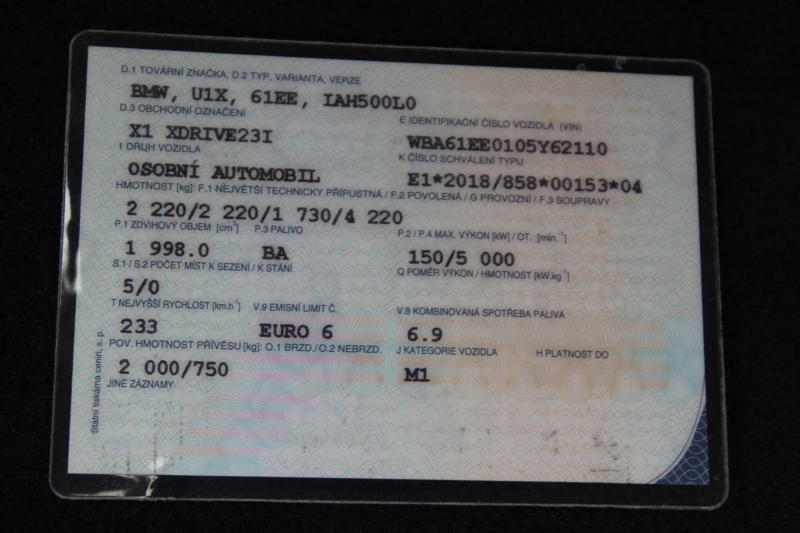 D.1 TOVÁRNÍ ZNAČKA, D.2 TYP, VARIANTA, VERZE
BMW, U1X, 61EE, IAH500L0
D.3 OBCHODNÍ OZNAČENÍ
E IDENTIFIKAČNÍ ČÍSLO VOZIDLA (VIN)
X1 XDRIVE23I
WBA61EE0105Y62110
1 DRUH VOZIDLA
K ČÍSLO SCHVÁLENÍ TYPU
OSOBNÍ AUTOMOBIL
E1*2018/858*00153*04
HMOTNOST [kg]: F.1 NEJVĚTŠÍ TECHNICKY PŘÍPUSTNÁ / F.2 POVOLENÁ / G PROVOZNÍ / F.3 SOUPRAVY
2 220/2 220/1 730/4 220
P.1 ZDVIHOVÝ OBJEM [cm³] P.3 PALIVO
P.2 / P.4 MAX. VÝKON [kW] / OT. [min.⁻¹]
1 998.0 BA
150/5 000
S.1 / S.2 POČET MÍST K SEZENÍ / K STÁNÍ
Q POMĚR VÝKON / HMOTNOST [kW.kg⁻¹]
5/0
T NEJVYŠŠÍ RYCHLOST [km.h⁻¹] V.9 EMISNÍ LIMIT Č.
V.8 KOMBINOVANÁ SPOTŘEBA PALIVA
233 EURO 6
6.9
POV. HMOTNOST PŘÍVĚSU [kg]: O.1 BRZD./O.2 NEBRZD.
J KATEGORIE VOZIDLA H PLATNOST DO
2 000/750
M1
JINÉ ZÁZNAMY
Státní tiskárna cenin, s. p.